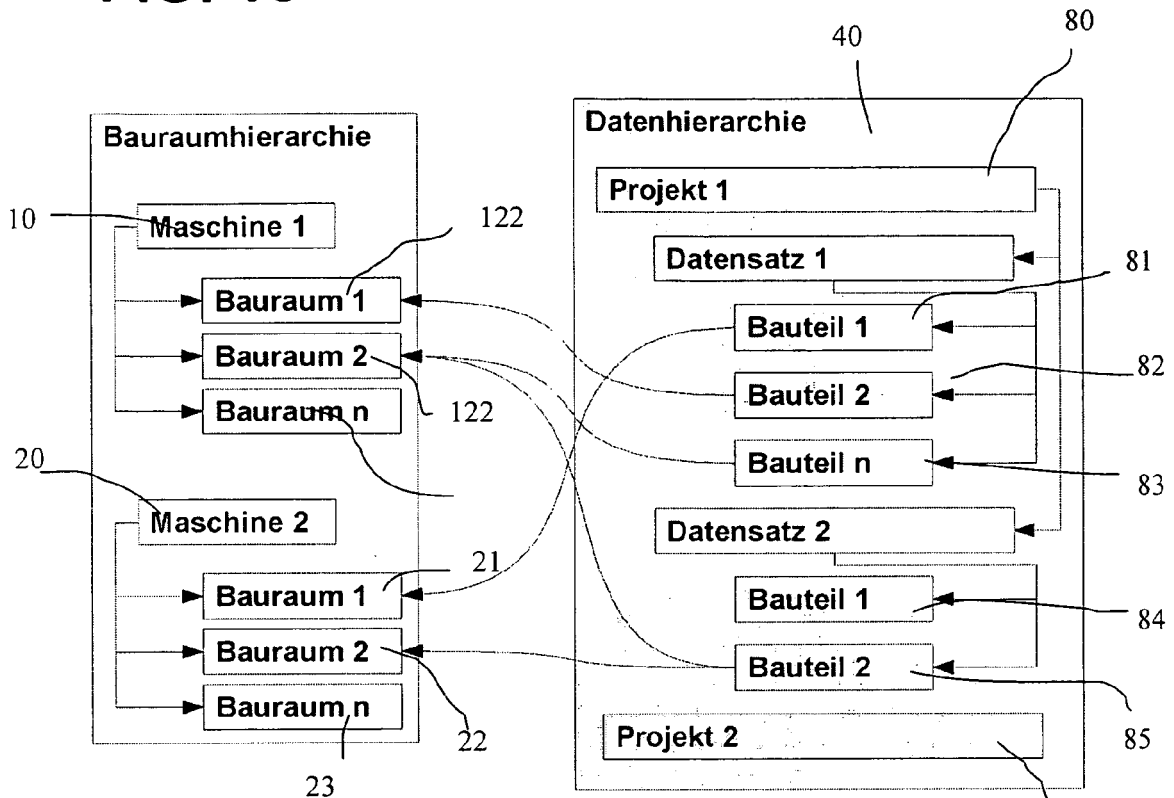 40
80
Bauraumhierarchie
Datenhierarchie
Projekt 1
10
Maschine 1
122
Datensatz 1
81
Bauraum 1
Bauteil 1
Bauraum 2
82
Bauteil 2
122
Bauraum n
Bauteil n
83
20
Maschine 2
Datensatz 2
21
Bauraum 1
Bauteil 1
84
Bauraum 2
Bauteil 2
Bauraum n
22
Projekt 2
85
23